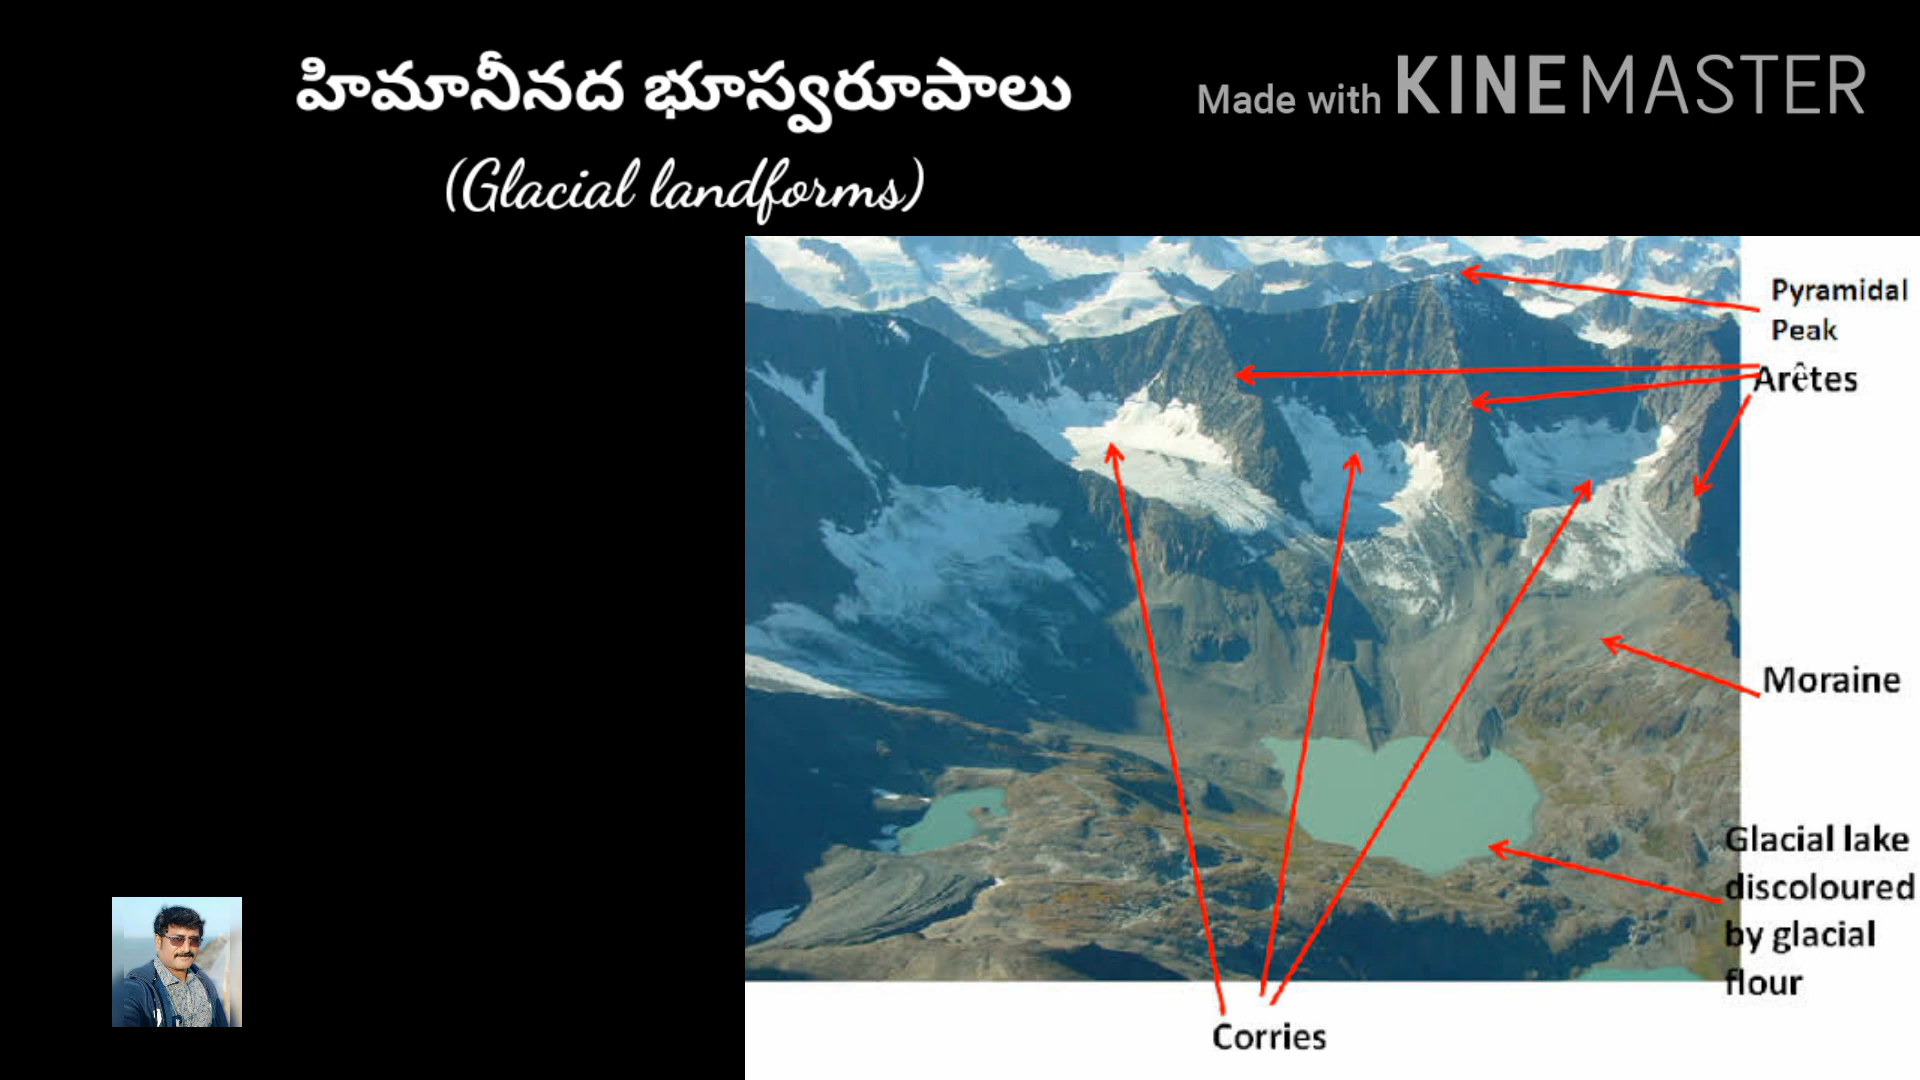 హిమానీనద భూస్వరూపాలు
Made with KINEMASTER
(Glacial landforms)
Pyramidal
Peak
Arêtes
Moraine
Glacial lake
discoloured
by glacial
flour
Corries